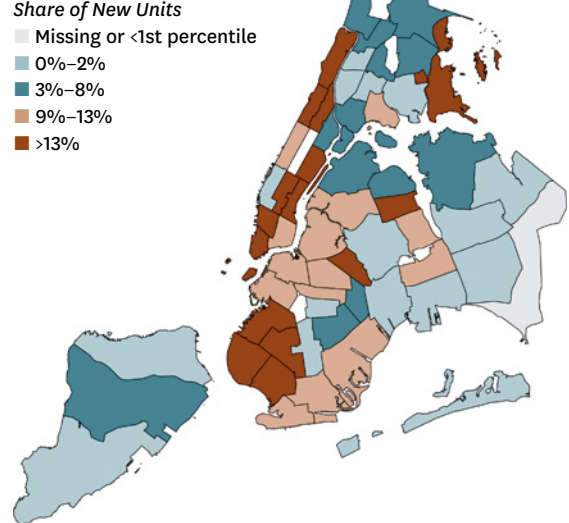 Share of New Units
Missing or <1st percentile
0%–2%
3%–8%
9%–13%
>13%